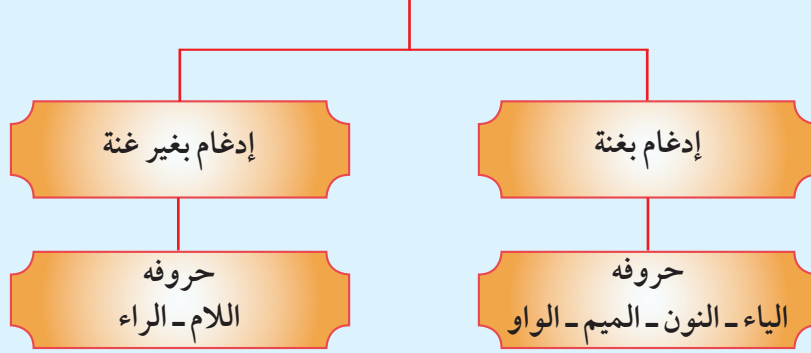 إدغام بغنة
إدغام بغير غنة
حروفه
الياء ـ النون ـ الميم ـ الواو
حروفه
اللام ـ الراء